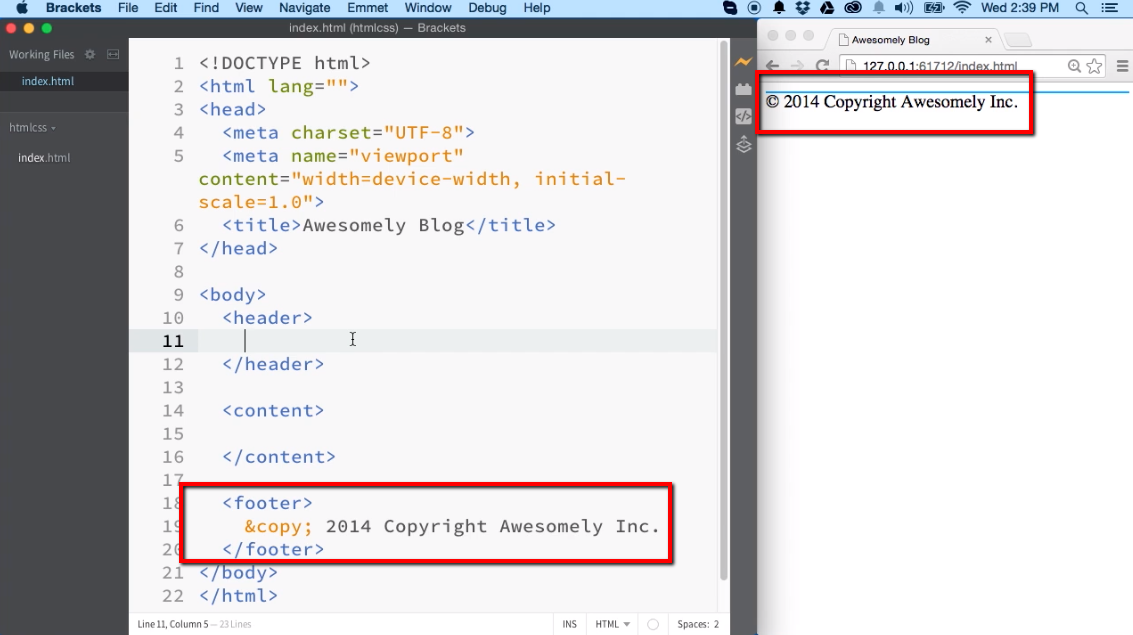 Brackets File Edit Find View Navigate Emmet Window Debug Help Wed 2:39 PM
index.html (htmlcss) — Brackets
Working Files
index.html
htmlcss
index.html
1 <!DOCTYPE html>
2 <html lang="">
3 <head>
4 <meta charset="UTF-8">
5 <meta name="viewport"
content="width=device-width, initial-
scale=1.0">
6 <title>Awesomely Blog</title>
7 </head>
8
9 <body>
10 <header>
11
12 </header>
13
14 <content>
15
16 </content>
17
18 <footer>
19 &copy; 2014 Copyright Awesomely Inc.
20 </footer>
21 </body>
22 </html>
Line 11, Column 5 — 23 Lines
INS HTML Spaces: 2
Awesomely Blog
127.0.0.1:61712/index.html
© 2014 Copyright Awesomely Inc.